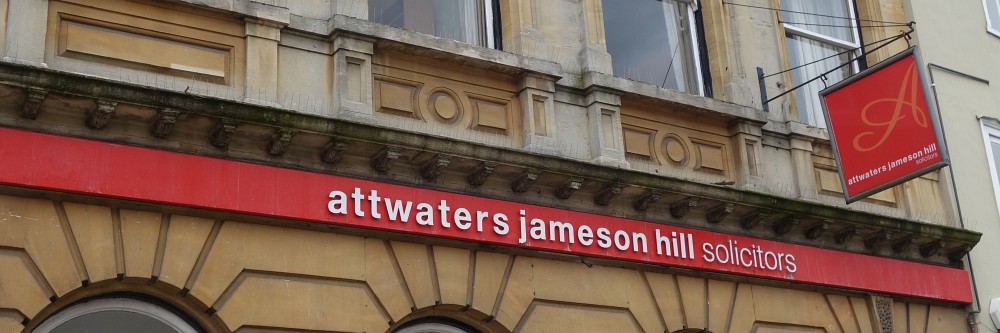 attwaters jameson hill solicitors
A
attwaters jameson hill
solicitors